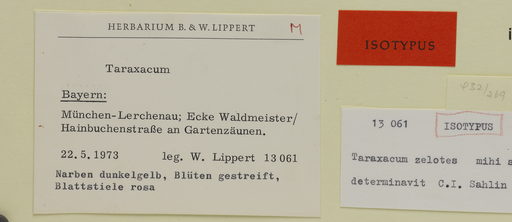 HERBARIUM B. & W. LIPPERT M
Taraxacum
Bayern:
München-Lerchenau; Ecke Waldmeister/
Hainbuchenstraße an Gartenzäunen.
22.5.1973 leg. W. Lippert 13 061
Narben dunkelgelb, Blüten gestreift,
Blattstiele rosa
ISOTYPUS
13 061 ISOTYPUS
Taraxacum zelotes mihi
determinavit C.I. Sahlin